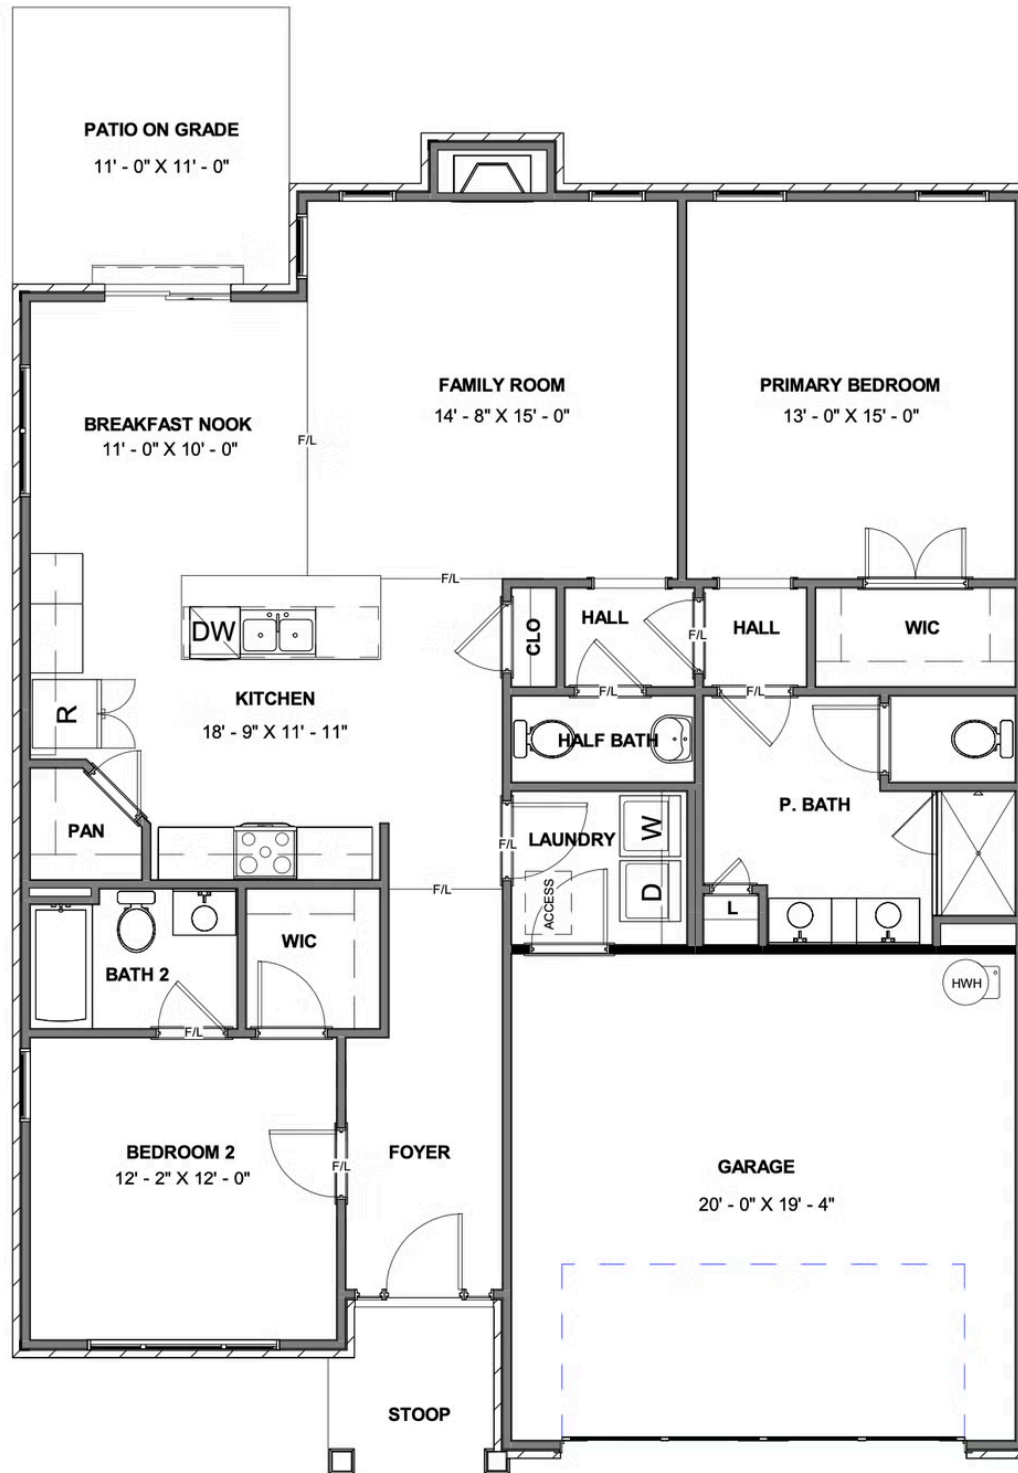 PATIO ON GRADE
11' - 0" X 11' - 0"
FAMILY ROOM
14' - 8" X 15' - 0"
PRIMARY BEDROOM
13' - 0" X 15' - 0"
BREAKFAST NOOK
11' - 0" X 10' - 0"
F/L
F/L
DW
CLO
HALL
F/L
HALL
WIC
R
KITCHEN
18' - 9" X 11' - 11"
F/L
F/L
HALF BATH
PAN
F/L
LAUNDRY
W
P. BATH
F/L
ACCESS
D
L
BATH 2
WIC
F/L
HWH
BEDROOM 2
12' - 2" X 12' - 0"
F/L
FOYER
GARAGE
20' - 0" X 19' - 4"
STOOP